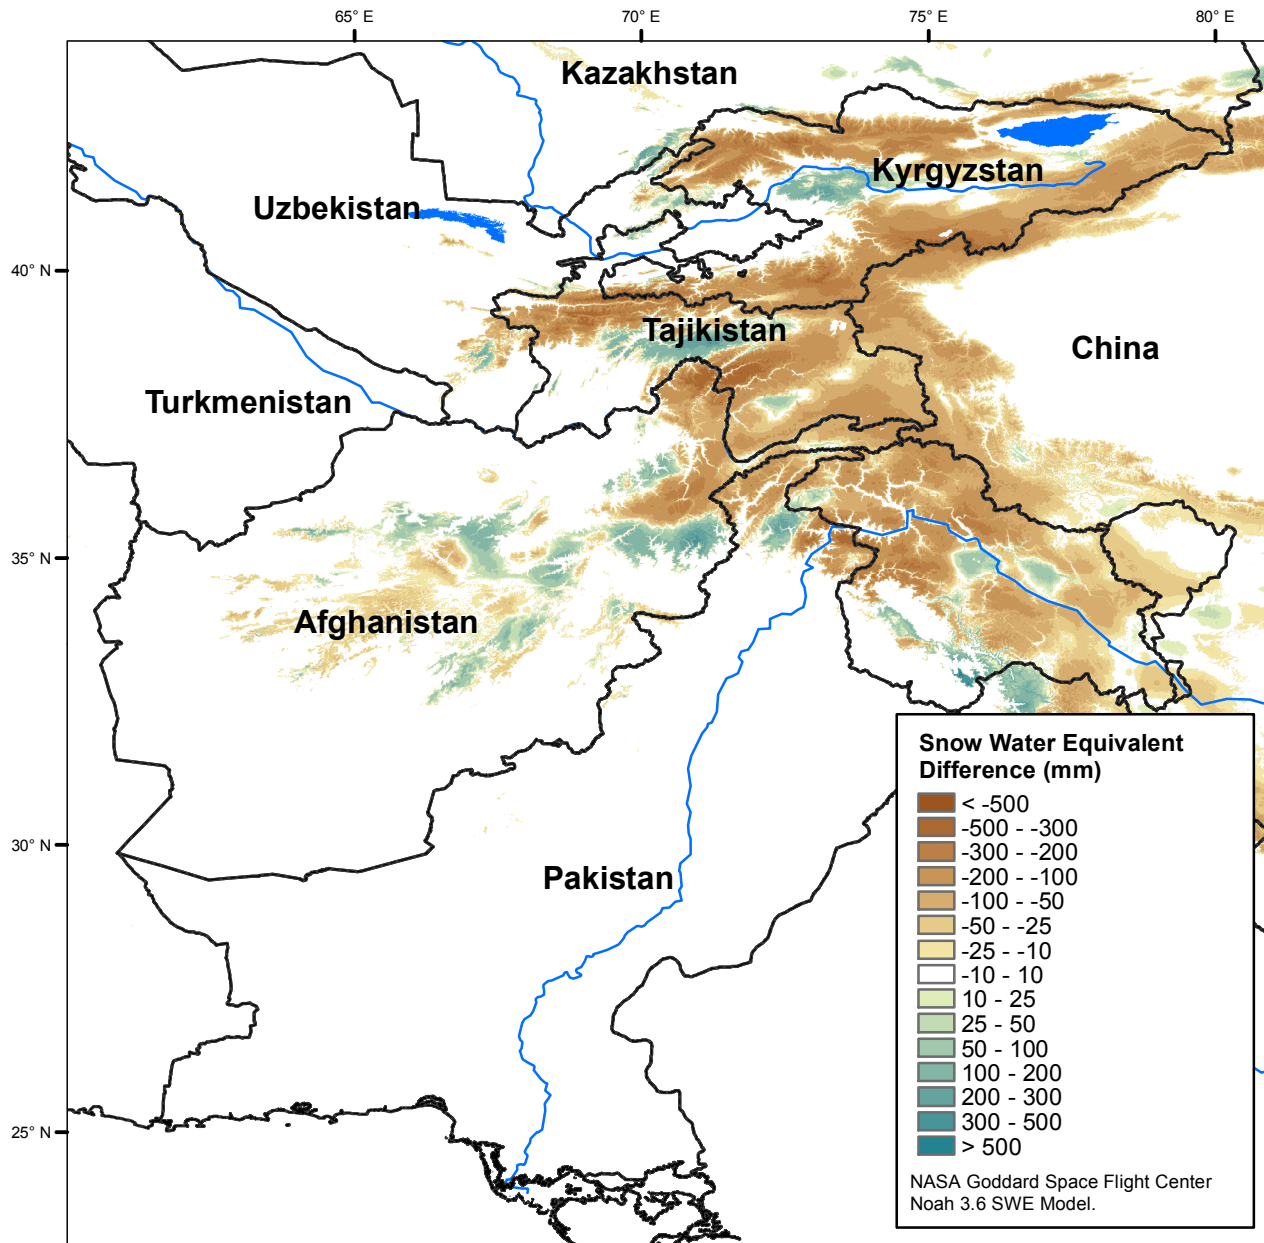 65° E
70° E
75° E
80° E
Kazakhstan
Kyrgyzstan
Uzbekistan
40° N
Tajikistan
China
Turkmenistan
35° N
Afghanistan
Snow Water Equivalent
Difference (mm)
< -500
-500 - -300
-300 - -200
-200 - -100
-100 - -50
-50 - -25
-25 - -10
-10 - 10
10 - 25
25 - 50
50 - 100
100 - 200
200 - 300
300 - 500
> 500
NASA Goddard Space Flight Center
Noah 3.6 SWE Model.
30° N
Pakistan
25° N